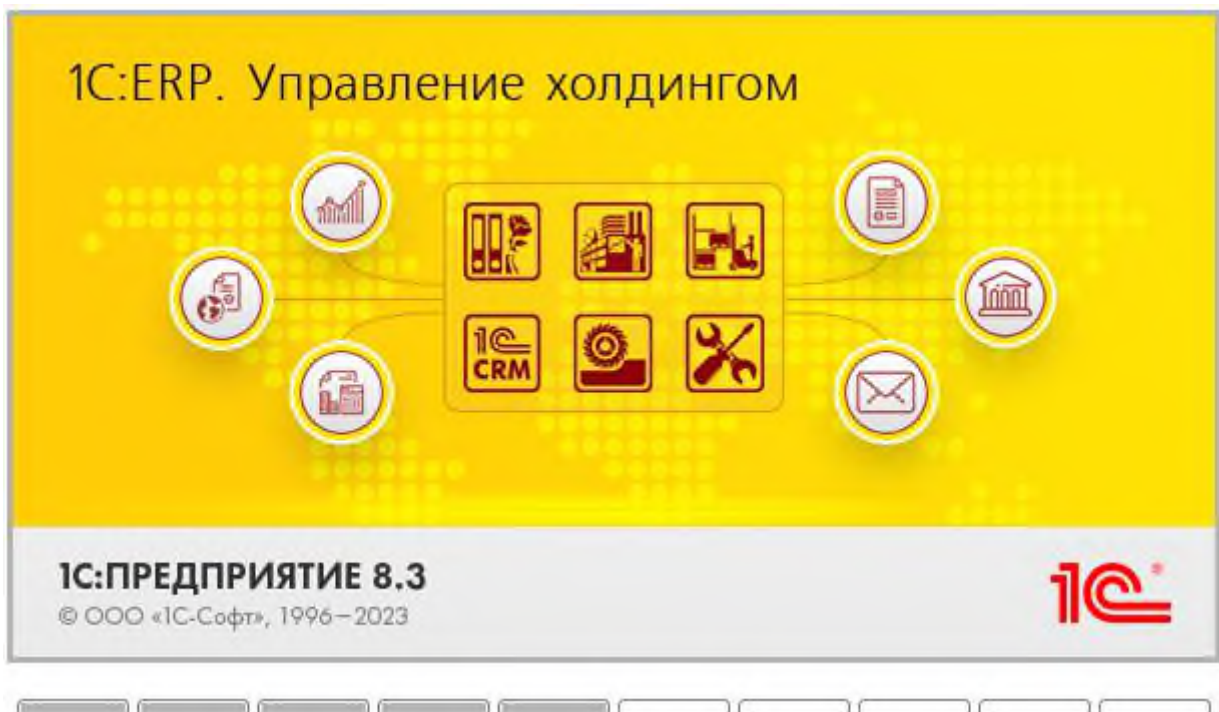 1С:ERP. Управление холдингом
1С
CRM
1С:ПРЕДПРИЯТИЕ 8.3
© ООО «1С-Софт», 1996–2023
1С®